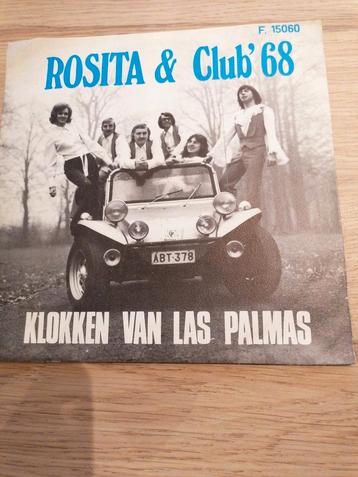 F. 15060
ROSITA & Club' 68
ABT-378
KLOKKEN VAN LAS PALMAS